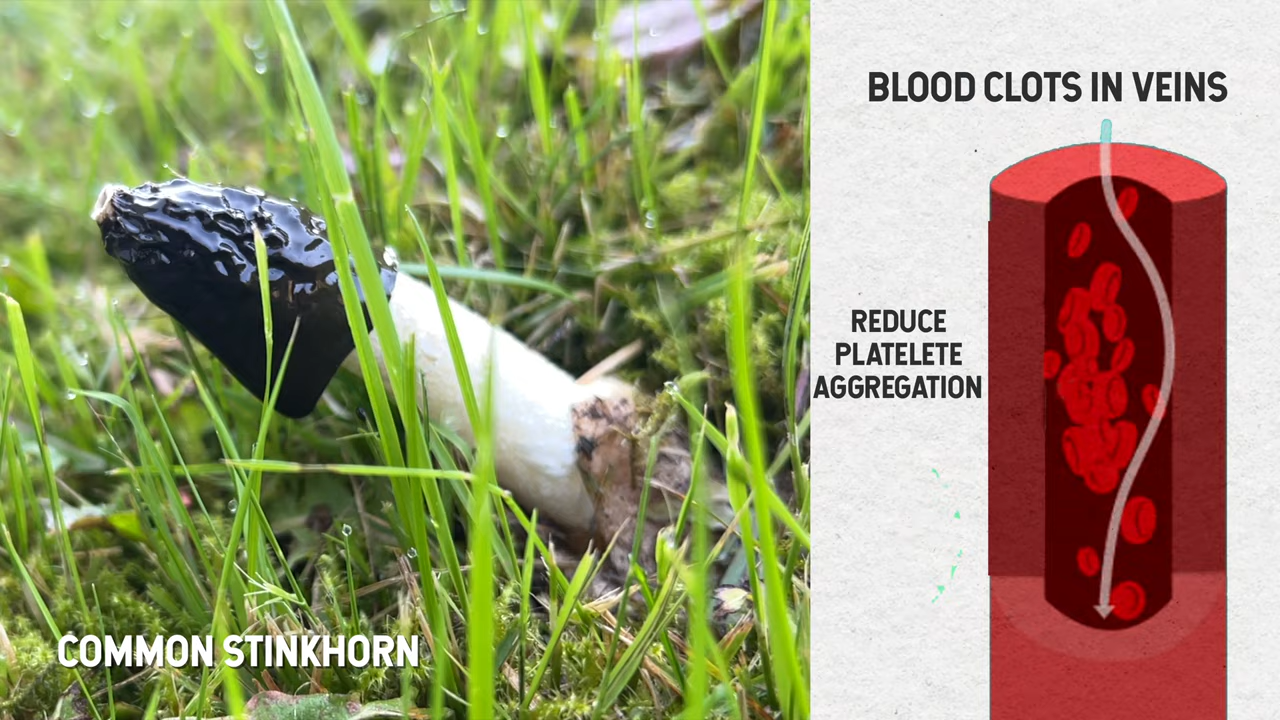 COMMON STINKHORN
BLOOD CLOTS IN VEINS
REDUCE
PLATELETE
AGGREGATION